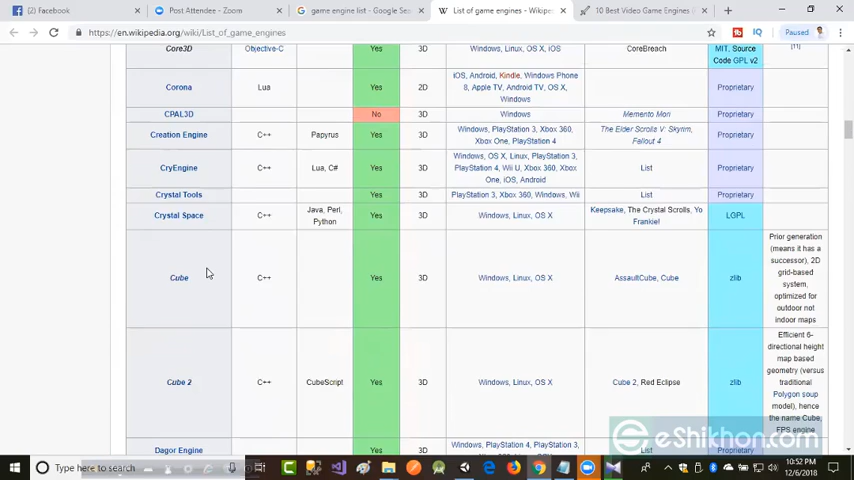 (2) Facebook
Post Attendee - Zoom
game engine list - Google Sea
List of game engines - Wikipe
10 Best Video Game Engines (
https://en.wikipedia.org/wiki/List_of_game_engines
Paused
Core3D Objective-C Yes 3D Windows, Linux, OS X, iOS CoreBreach MIT, Source [11]
Code GPL v2
Corona Lua Yes 2D iOS, Android, Kindle, Windows Phone Proprietary
8, Apple TV, Android TV, OS X,
Windows
CPAL3D No 3D Windows Memento Mori Proprietary
Creation Engine C++ Papyrus Yes 3D Windows, PlayStation 3, Xbox 360, The Elder Scrolls V: Skyrim, Proprietary
Xbox One, PlayStation 4 Fallout 4
CryEngine C++ Lua, C# Yes 3D Windows, OS X, Linux, PlayStation 3, List Proprietary
PlayStation 4, Wii U, Xbox 360, Xbox
One, iOS, Android
Crystal Tools Yes 3D PlayStation 3, Xbox 360, Windows, Wii List Proprietary
Crystal Space C++ Java, Perl, Yes 3D Windows, Linux, OS X Keepsake, The Crystal Scrolls, Yo LGPL
Python Frankie!
Cube C++ Yes 3D Windows, Linux, OS X AssaultCube, Cube zlib
Prior generation
(means it has a
successor), 2D
grid-based
system,
optimized for
outdoor not
indoor maps
Cube 2 C++ CubeScript Yes 3D Windows, Linux, OS X Cube 2, Red Eclipse zlib
Efficient 6-
directional height
map based
geometry (versus
traditional
Polygon soup
model), hence
the name Cube;
FPS engine
Dagor Engine Yes 3D Windows, PlayStation 4, PlayStation 3, Proprietary
eShikhon.com
Type here to search
10:52 PM
12/6/2018